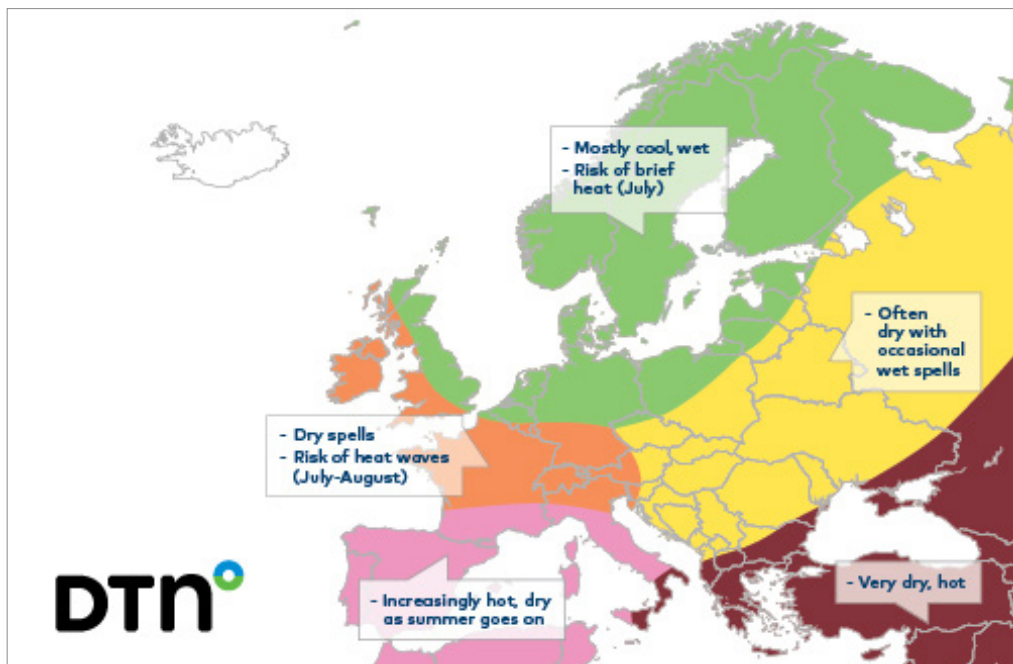 - Mostly cool, wet
- Risk of brief
heat (July)
- Often
dry with
occasional
wet spells
- Dry spells
- Risk of heat waves
(July-August)
- Increasingly hot, dry
as summer goes on
- Very dry, hot
DTN